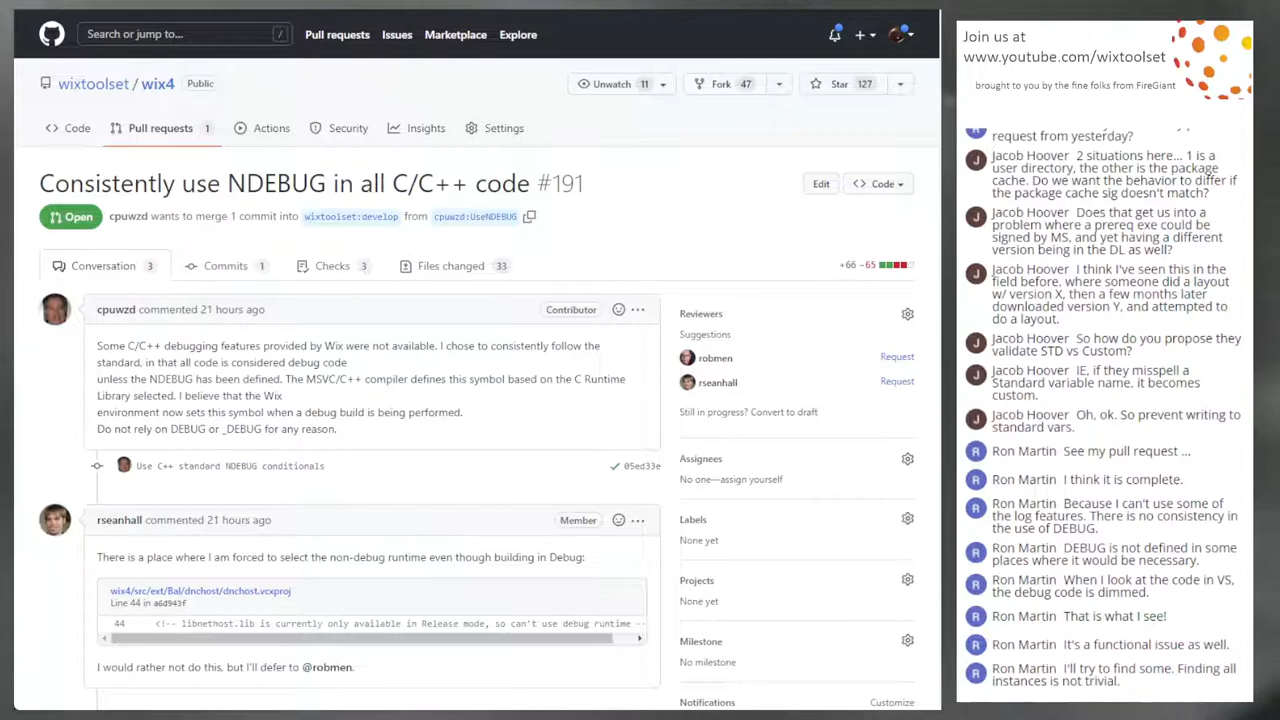 Search or jump to...
/
Pull requests
Issues
Marketplace
Explore
wixtoolset / wix4
Public
Unwatch 11
Fork 47
Star 127
Code
Pull requests 1
Actions
Security
Insights
Settings
Consistently use NDEBUG in all C/C++ code #191
Edit
Code
Open
cpuwzd wants to merge 1 commit into wixtoolset:develop from cpuwzd:UseNDEBUG
Conversation 3
Commits 1
Checks 3
Files changed 33
+66 −65
cpuwzd commented 21 hours ago
Contributor
Some C/C++ debugging features provided by Wix were not available. I chose to consistently follow the
standard, in that all code is considered debug code
unless the NDEBUG has been defined. The MSVC/C++ compiler defines this symbol based on the C Runtime
Library selected. I believe that the Wix
environment now sets this symbol when a debug build is being performed.
Do not rely on DEBUG or _DEBUG for any reason.
Use C++ standard NDEBUG conditionals
05ed33e
rseanhall commented 21 hours ago
Member
There is a place where I am forced to select the non-debug runtime even though building in Debug:
wix4/src/ext/Bal/dnchost/dnchost.vcxproj
Line 44 in a6d943f
44 <!-- libnethost.lib is currently only available in Release mode, so can't use debug runtime --
I would rather not do this, but I'll defer to @robmen.
Reviewers
Suggestions
robmen
Request
rseanhall
Request
Still in progress? Convert to draft
Assignees
No one—assign yourself
Labels
None yet
Projects
None yet
Milestone
No milestone
Notifications
Customize
Join us at
www.youtube.com/wixtoolset
brought to you by the fine folks from FireGiant
request from yesterday?
Jacob Hoover 2 situations here... 1 is a
user directory, the other is the package
cache. Do we want the behavior to differ if
the package cache sig doesn't match?
Jacob Hoover Does that get us into a
problem where a prereq exe could be
signed by MS, and yet having a different
version being in the DL as well?
Jacob Hoover I think I've seen this in the
field before, where someone did a layout
w/ version X, then a few months later
downloaded version Y, and attempted to
do a layout.
Jacob Hoover So how do you propose they
validate STD vs Custom?
Jacob Hoover IE, if they misspell a
Standard variable name, it becomes
custom.
Jacob Hoover Oh, ok. So prevent writing to
standard vars.
Ron Martin See my pull request ...
Ron Martin I think it is complete.
Ron Martin Because I can't use some of
the log features. There is no consistency in
the use of DEBUG.
Ron Martin DEBUG is not defined in some
places where it would be necessary.
Ron Martin When I look at the code in VS,
the debug code is dimmed.
Ron Martin That is what I see!
Ron Martin It's a functional issue as well.
Ron Martin I'll try to find some. Finding all
instances is not trivial.